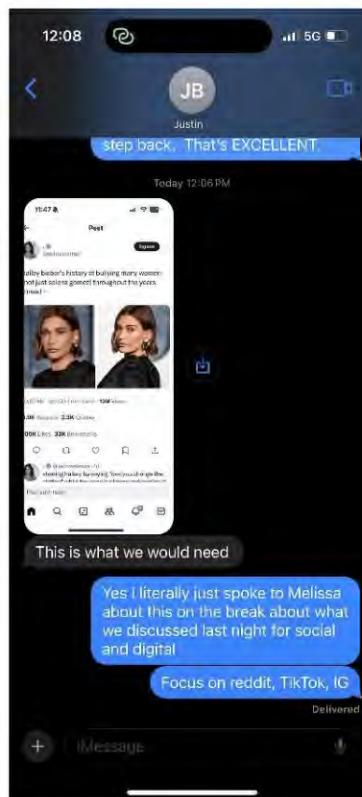 12:08
5G
JB
Justin
step back. That's EXCELLENT.
Today 12:06 PM
11:47
Post
hailey bieber's history of bullying many women
not just selena gomez! throughout the years
a read
This is what we would need
Yes I literally just spoke to Melissa
about this on the break about what
we discussed last night for social
and digital
Focus on reddit, TikTok, IG
Delivered
iMessage